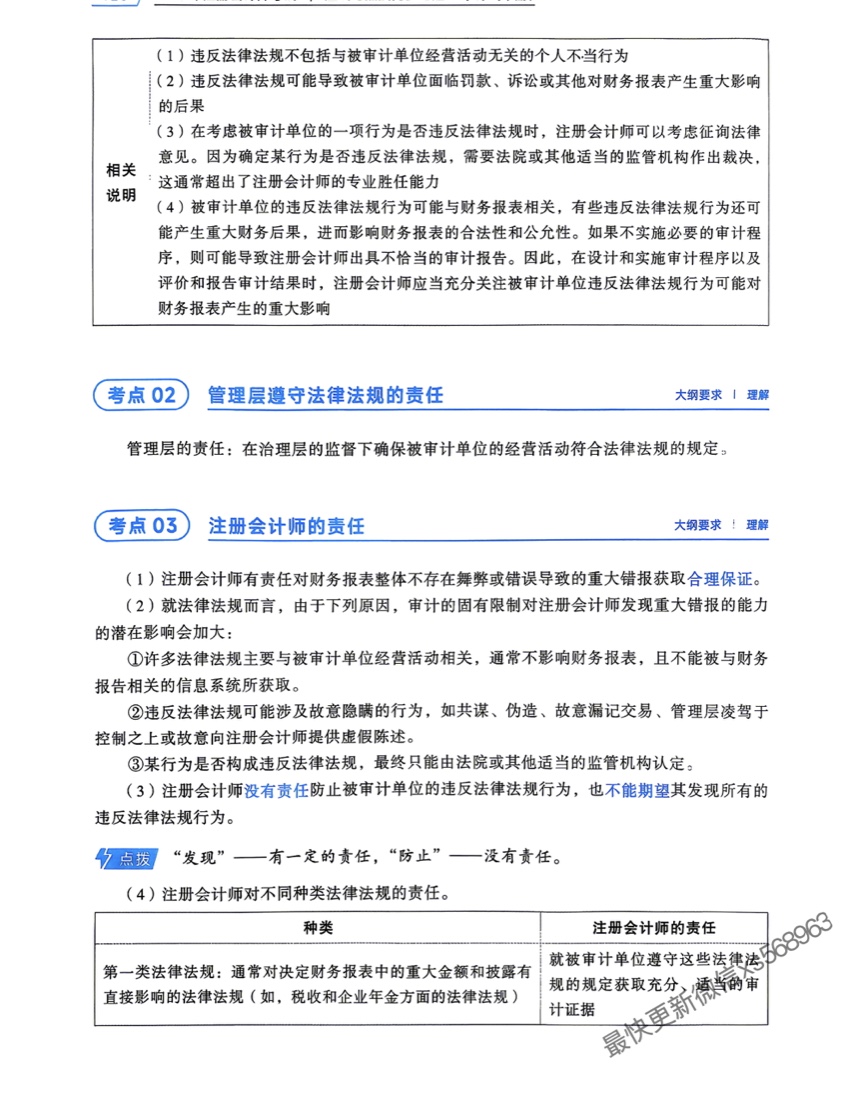 （1）违反法律法规不包括与被审计单位经营活动无关的个人不当行为
（2）违反法律法规可能导致被审计单位面临罚款、诉讼或其他对财务报表产生重大影响
的后果
（3）在考虑被审计单位的一项行为是否违反法律法规时，注册会计师可以考虑征询法律
意见。因为确定某行为是否违反法律法规，需要法院或其他适当的监管机构作出裁决，
相关
说明
这通常超出了注册会计师的专业胜任能力
（4）被审计单位的违反法律法规行为可能与财务报表相关，有些违反法律法规行为还可
能产生重大财务后果，进而影响财务报表的合法性和公允性。如果不实施必要的审计程
序，则可能导致注册会计师出具不恰当的审计报告。因此，在设计和实施审计程序以及
评价和报告审计结果时，注册会计师应当充分关注被审计单位违反法律法规行为可能对
财务报表产生的重大影响
考点 02 管理层遵守法律法规的责任 大纲要求 | 理解
管理层的责任：在治理层的监督下确保被审计单位的经营活动符合法律法规的规定。
考点 03 注册会计师的责任 大纲要求 | 理解
（1）注册会计师有责任对财务报表整体不存在舞弊或错误导致的重大错报获取合理保证。
（2）就法律法规而言，由于下列原因，审计的固有限制对注册会计师发现重大错报的能力
的潜在影响会加大：
①许多法律法规主要与被审计单位经营活动相关，通常不影响财务报表，且不能被与财务
报告相关的信息系统所获取。
②违反法律法规可能涉及故意隐瞒的行为，如共谋、伪造、故意漏记交易、管理层凌驾于
控制之上或故意向注册会计师提供虚假陈述。
③某行为是否构成违反法律法规，最终只能由法院或其他适当的监管机构认定。
（3）注册会计师没有责任防止被审计单位的违反法律法规行为，也不能期望其发现所有的
违反法律法规行为。
点拨 “发现”——有一定的责任，“防止”——没有责任。
（4）注册会计师对不同种类法律法规的责任。
种类 注册会计师的责任
第一类法律法规：通常对决定财务报表中的重大金额和披露有
直接影响的法律法规（如，税收和企业年金方面的法律法规）
就被审计单位遵守这些法律法
规的规定获取充分、适当的审
计证据
最快更新微信x3568963